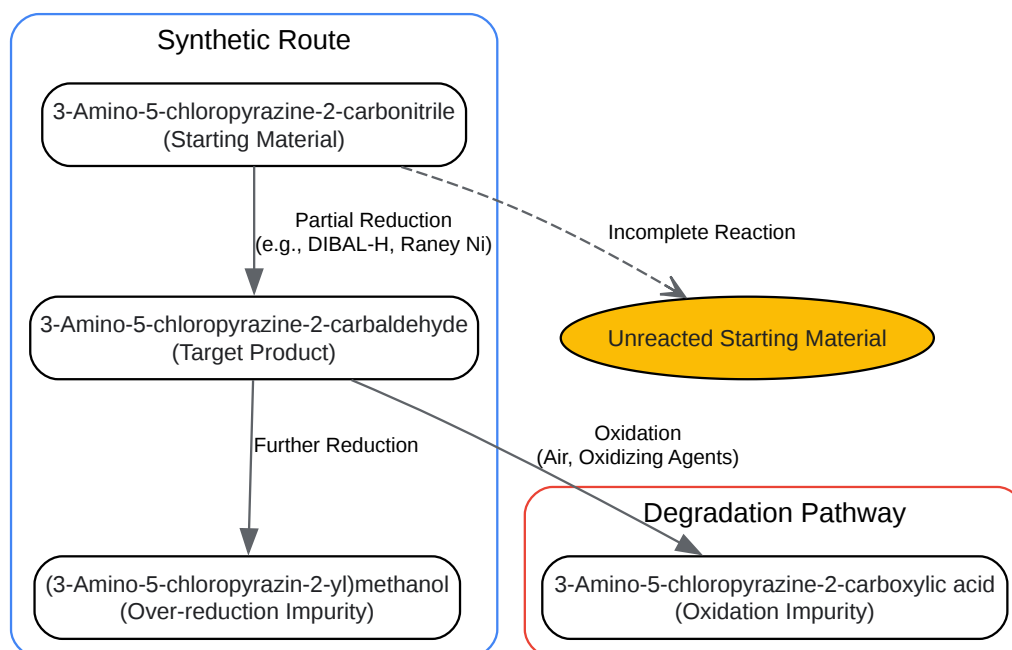 Synthetic Route
3-Amino-5-chloropyrazine-2-carbonitrile
(Starting Material)
Partial Reduction
(e.g., DIBAL-H, Raney Ni)
Incomplete Reaction
3-Amino-5-chloropyrazine-2-carbaldehyde
(Target Product)
Unreacted Starting Material
Further Reduction
Oxidation
(Air, Oxidizing Agents)
Degradation Pathway
(3-Amino-5-chloropyrazin-2-yl)methanol
(Over-reduction Impurity)
3-Amino-5-chloropyrazine-2-carboxylic acid
(Oxidation Impurity)